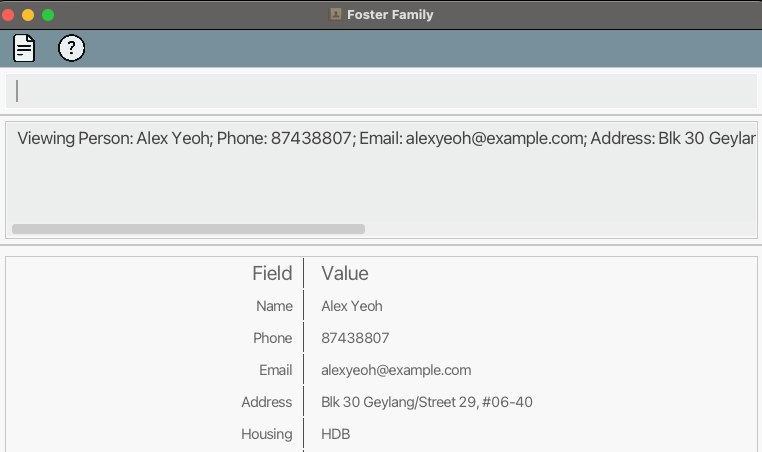 Foster Family
?
Viewing Person: Alex Yeoh; Phone: 87438807; Email: alexyeoh@example.com; Address: Blk 30 Geylar
Field Value
Name Alex Yeoh
Phone 87438807
Email alexyeoh@example.com
Address Blk 30 Geylang/Street 29, #06-40
Housing HDB